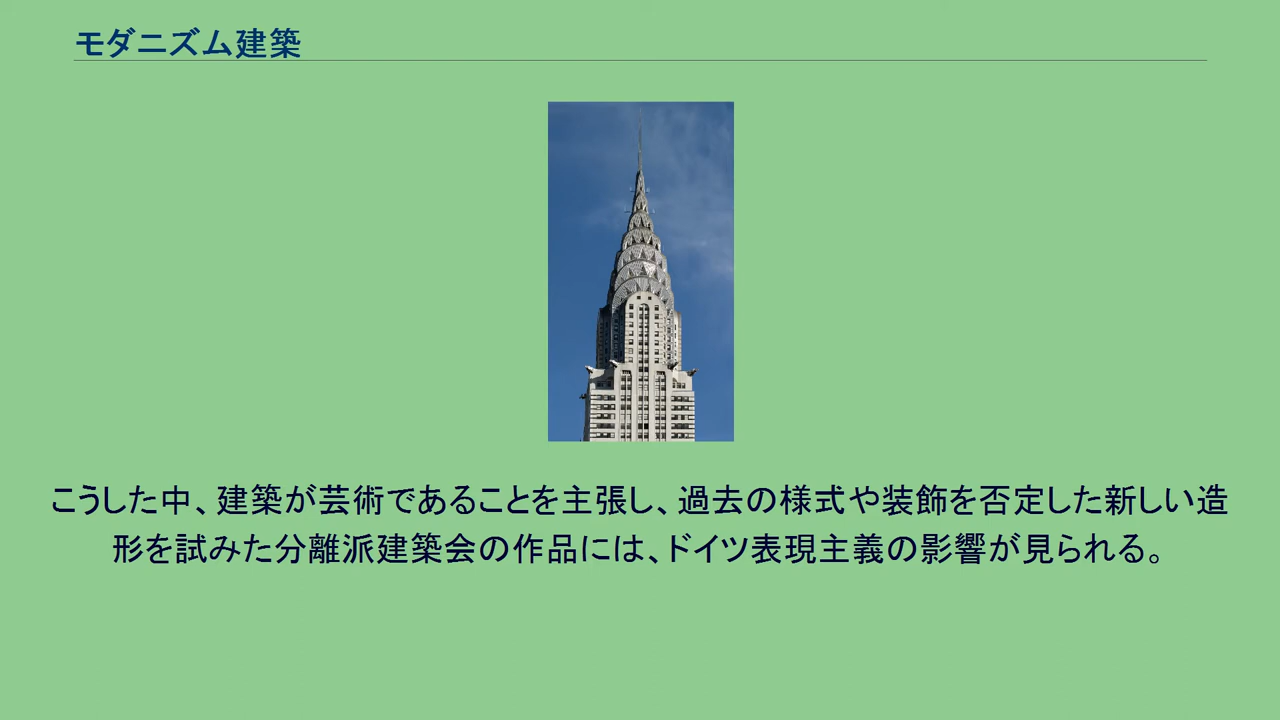 モダニズム建築
こうした中、建築が芸術であることを主張し、過去の様式や装飾を否定した新しい造
形を試みた分離派建築会の作品には、ドイツ表現主義の影響が見られる。